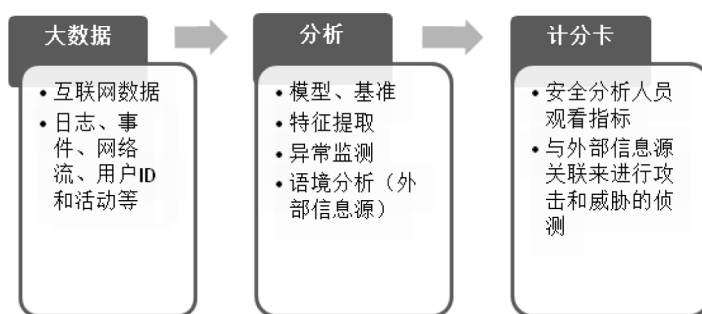 大数据
• 互联网数据
• 日志、事
件、网络
流、用户ID
和活动等
分析
• 模型、基准
• 特征提取
• 异常监测
• 语境分析（外
部信息源）
计分卡
• 安全分析人员
观看指标
• 与外部信息源
关联来进行攻
击和威胁的侦
测